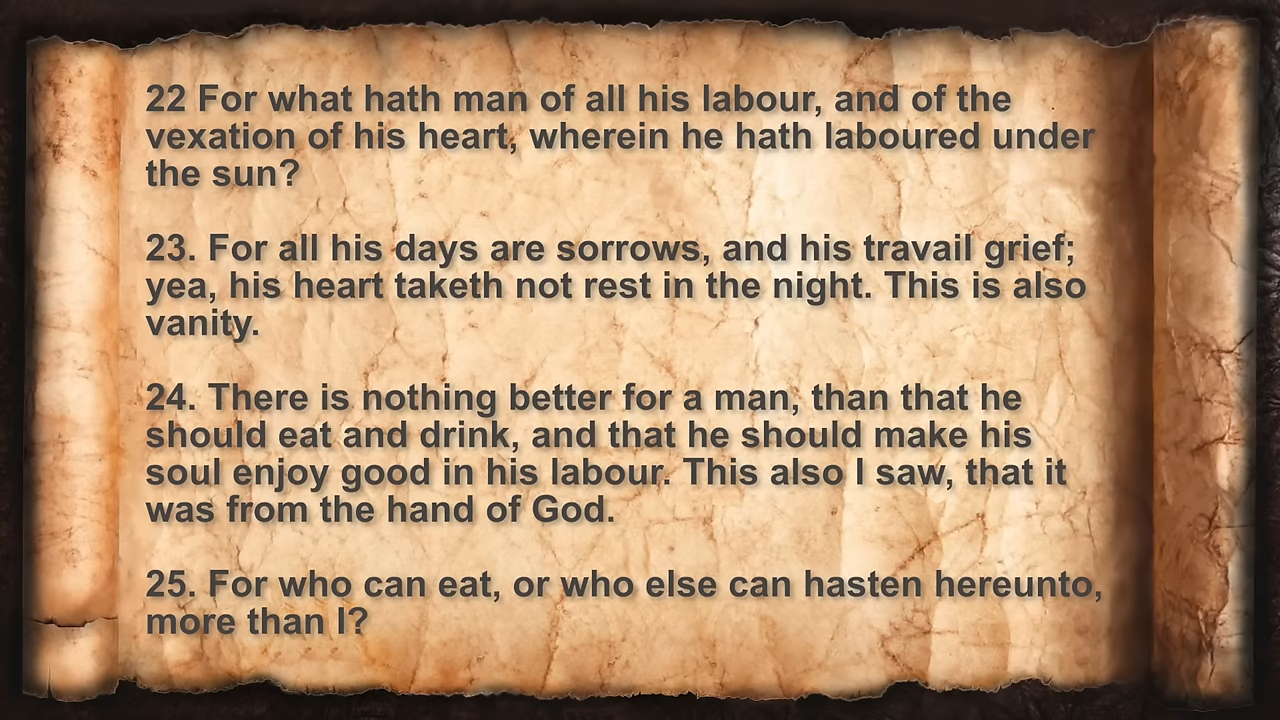 22 For what hath man of all his labour, and of the
vexation of his heart, wherein he hath laboured under
the sun?
23. For all his days are sorrows, and his travail grief;
yea, his heart taketh not rest in the night. This is also
vanity.
24. There is nothing better for a man, than that he
should eat and drink, and that he should make his
soul enjoy good in his labour. This also I saw, that it
was from the hand of God.
25. For who can eat, or who else can hasten hereunto,
more than I?